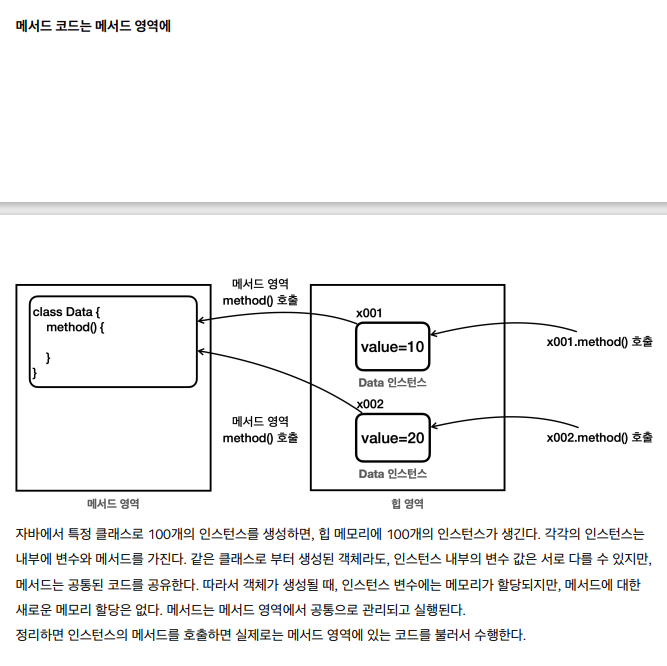 메서드 코드는 메서드 영역에
메서드 영역
method() 호출
class Data {
method() {
}
}
x001
value=10
Data 인스턴스
x001.method() 호출
x002
value=20
Data 인스턴스
x002.method() 호출
메서드 영역
method() 호출
메서드 영역
힙 영역
자바에서 특정 클래스로 100개의 인스턴스를 생성하면, 힙 메모리에 100개의 인스턴스가 생긴다. 각각의 인스턴스는
내부에 변수와 메서드를 가진다. 같은 클래스로 부터 생성된 객체라도, 인스턴스 내부의 변수 값은 서로 다를 수 있지만,
메서드는 공통된 코드를 공유한다. 따라서 객체가 생성될 때, 인스턴스 변수에는 메모리가 할당되지만, 메서드에 대한
새로운 메모리 할당은 없다. 메서드는 메서드 영역에서 공통으로 관리되고 실행된다.
정리하면 인스턴스의 메서드를 호출하면 실제로는 메서드 영역에 있는 코드를 불러서 수행한다.